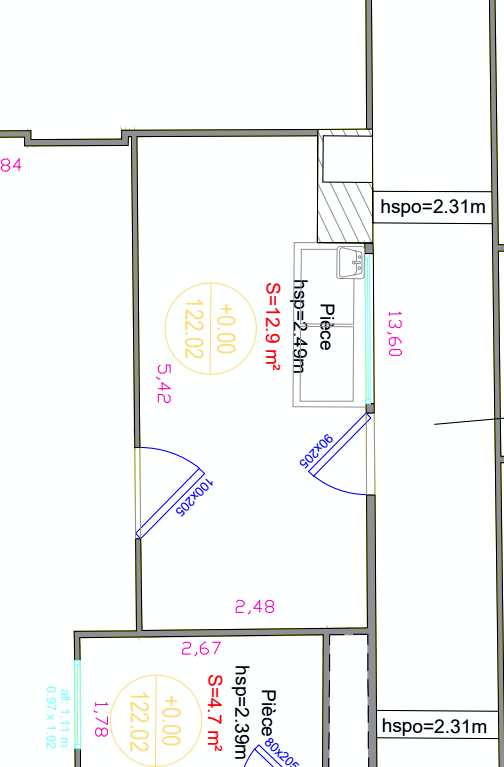 84
hspo=2.31m
+0.00
122.02
S=12.9 m²
hsp=2.49m
Pièce
13,60
5,42
90x205
100x205
2,48
2,67
all: 1.11 m
0.97 x 1.02
1,78
+0.00
122.02
S=4.7 m²
hsp=2.39m
Pièce
80x205
hspo=2.31m